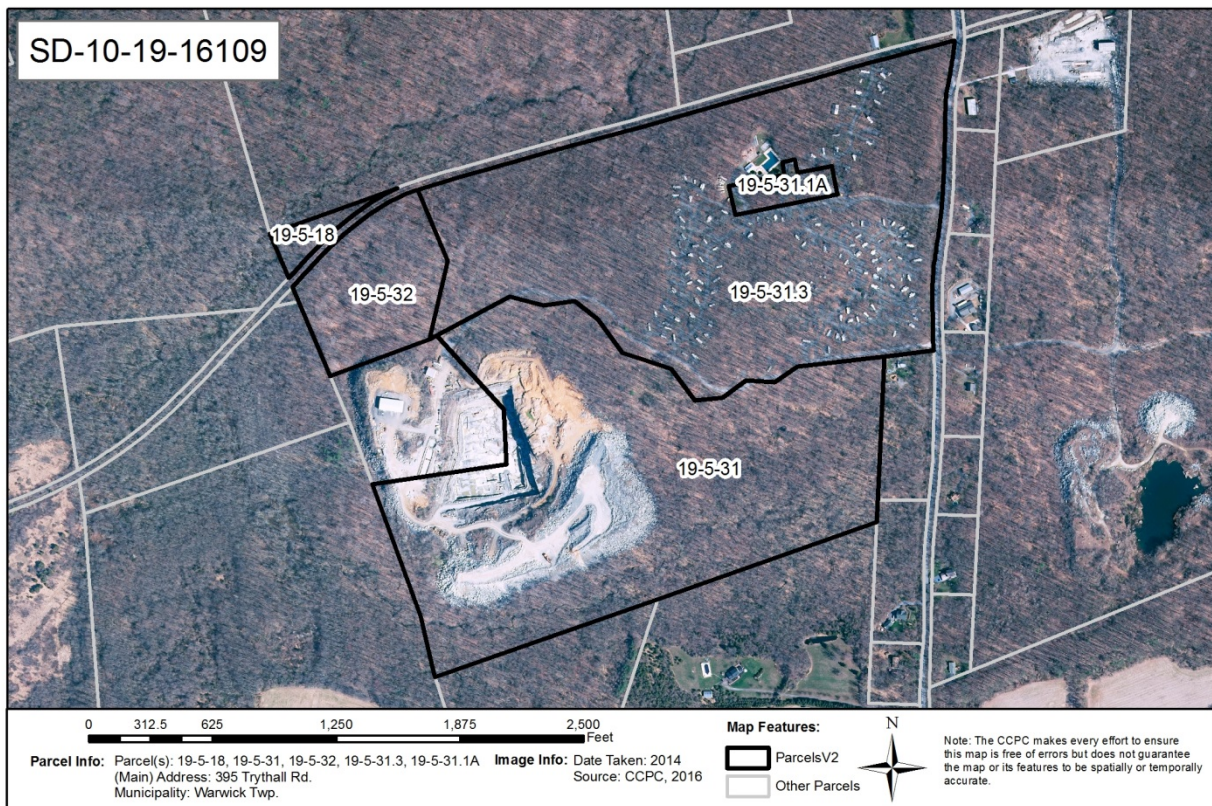 SD-10-19-16109
19-5-31.1A
19-5-18
19-5-32
19-5-31.3
19-5-31
0 312.5 625 1,250 1,875 2,500
Feet
Parcel Info: Parcel(s): 19-5-18, 19-5-31, 19-5-32, 19-5-31.3, 19-5-31.1A
(Main) Address: 395 Trythall Rd.
Municipality: Warwick Twp.
Image Info: Date Taken: 2014
Source: CCPC, 2016
Map Features:
ParcelsV2
Other Parcels
N
Note: The CCPC makes every effort to ensure
this map is free of errors but does not guarantee
the map or its features to be spatially or temporally
accurate.